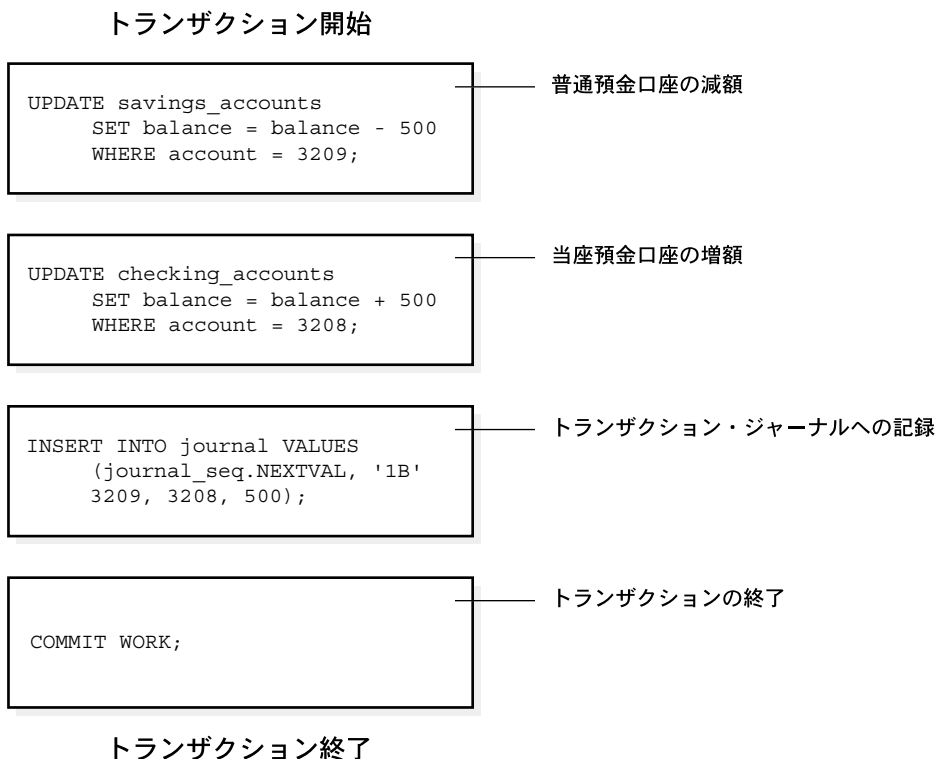 トランザクション開始
UPDATE savings_accounts
SET balance = balance - 500
WHERE account = 3209;
普通預金口座の減額
UPDATE checking_accounts
SET balance = balance + 500
WHERE account = 3208;
当座預金口座の増額
INSERT INTO journal VALUES
(journal_seq.NEXTVAL, '1B'
3209, 3208, 500);
トランザクション・ジャーナルへの記録
COMMIT WORK;
トランザクションの終了
トランザクション終了